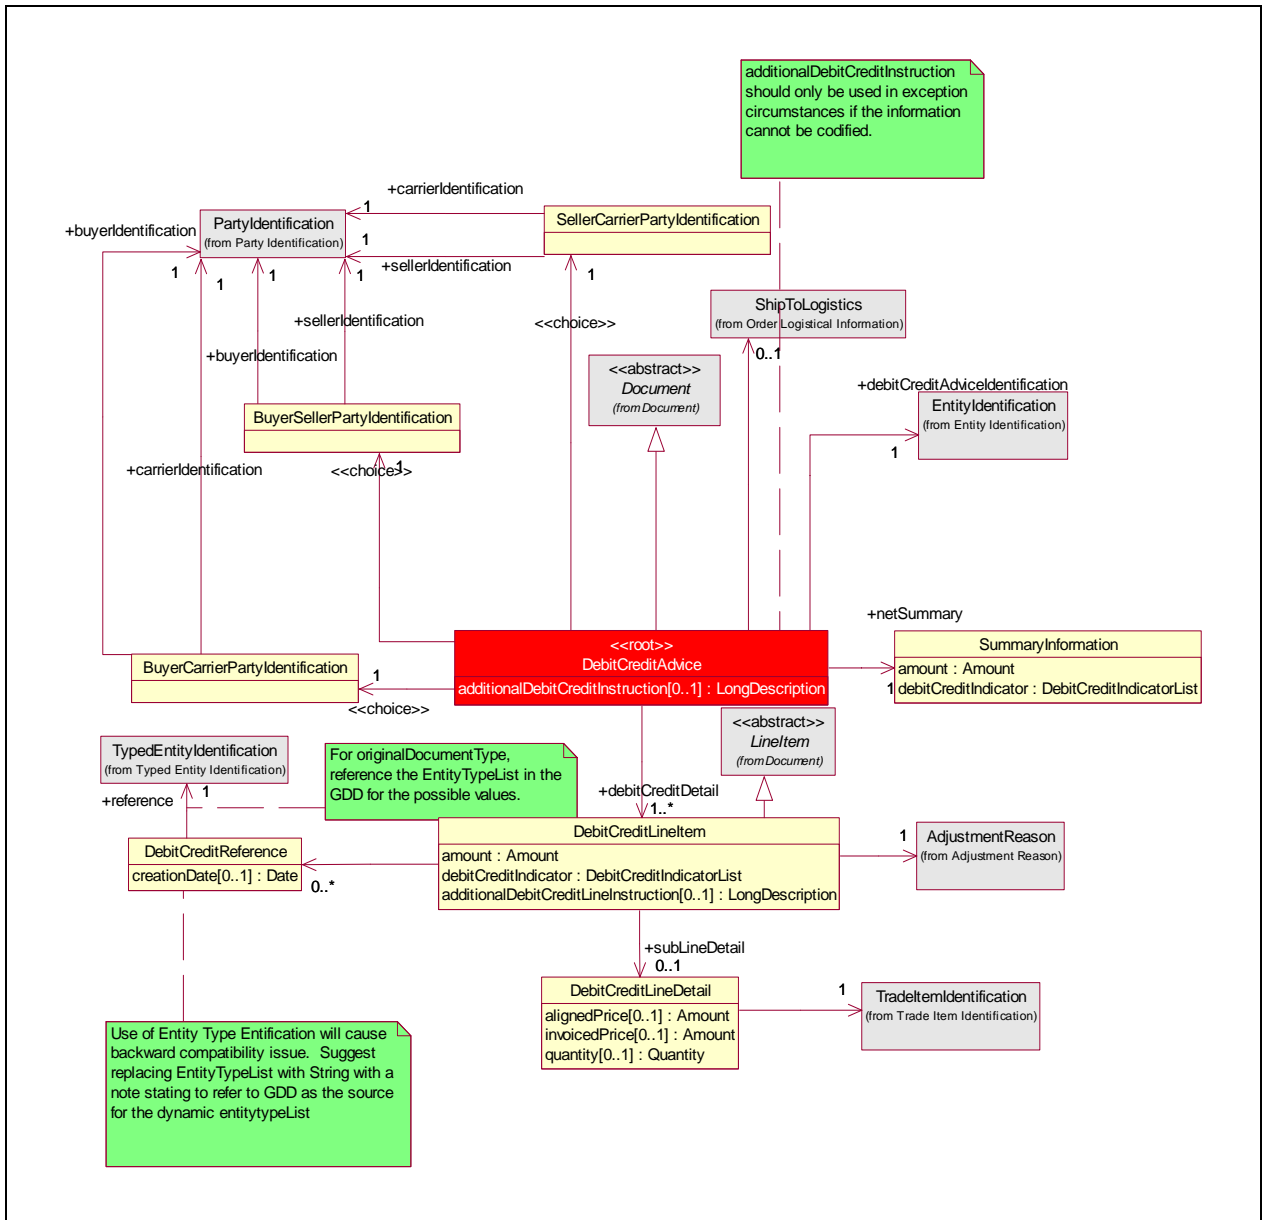 additionalDebitCreditInstruction
should only be used in exception
circumstances if the information
cannot be codified.
+carrierIdentification
1
PartyIdentification
(from Party Identification)
SellerCarrierPartyIdentification
+buyerIdentification
1
+sellerIdentification
1
1
1
1
1
ShipToLogistics
(from Order Logistical Information)
+sellerIdentification
<<choice>>
+buyerIdentification
0..1
<<abstract>>
Document
(from Document)
+debitCreditAdviceIdentification
EntityIdentification
(from Entity Identification)
1
BuyerSellerPartyIdentification
+carrierIdentification
<<choice>>
1
+netSummary
<<root>>
DebitCreditAdvice
additionalDebitCreditInstruction[0..1] : LongDescription
SummaryInformation
amount : Amount
debitCreditIndicator : DebitCreditIndicatorList
1
BuyerCarrierPartyIdentification
1
<<choice>>
<<abstract>>
LineItem
(from Document)
TypedEntityIdentification
(from Typed Entity Identification)
For originalDocumentType,
reference the EntityTypeList in the
GDD for the possible values.
+reference
1
+debitCreditDetail
1..*
DebitCreditLineItem
amount : Amount
debitCreditIndicator : DebitCreditIndicatorList
additionalDebitCreditLineInstruction[0..1] : LongDescription
DebitCreditReference
creationDate[0..1] : Date
0..*
1
AdjustmentReason
(from Adjustment Reason)
+subLineDetail
0..1
DebitCreditLineDetail
alignedPrice[0..1] : Amount
invoicedPrice[0..1] : Amount
quantity[0..1] : Quantity
1
TradeItemIdentification
(from Trade Item Identification)
Use of Entity Type Entification will cause
backward compatibility issue.  Suggest
replacing EntityTypeList with String with a
note stating to refer to GDD as the source
for the dynamic entitytypeList